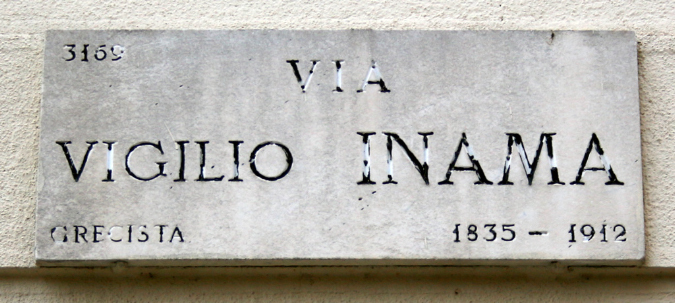 3169
VIA
VIGILIO INAMA
GRECISTA 1835 - 1912